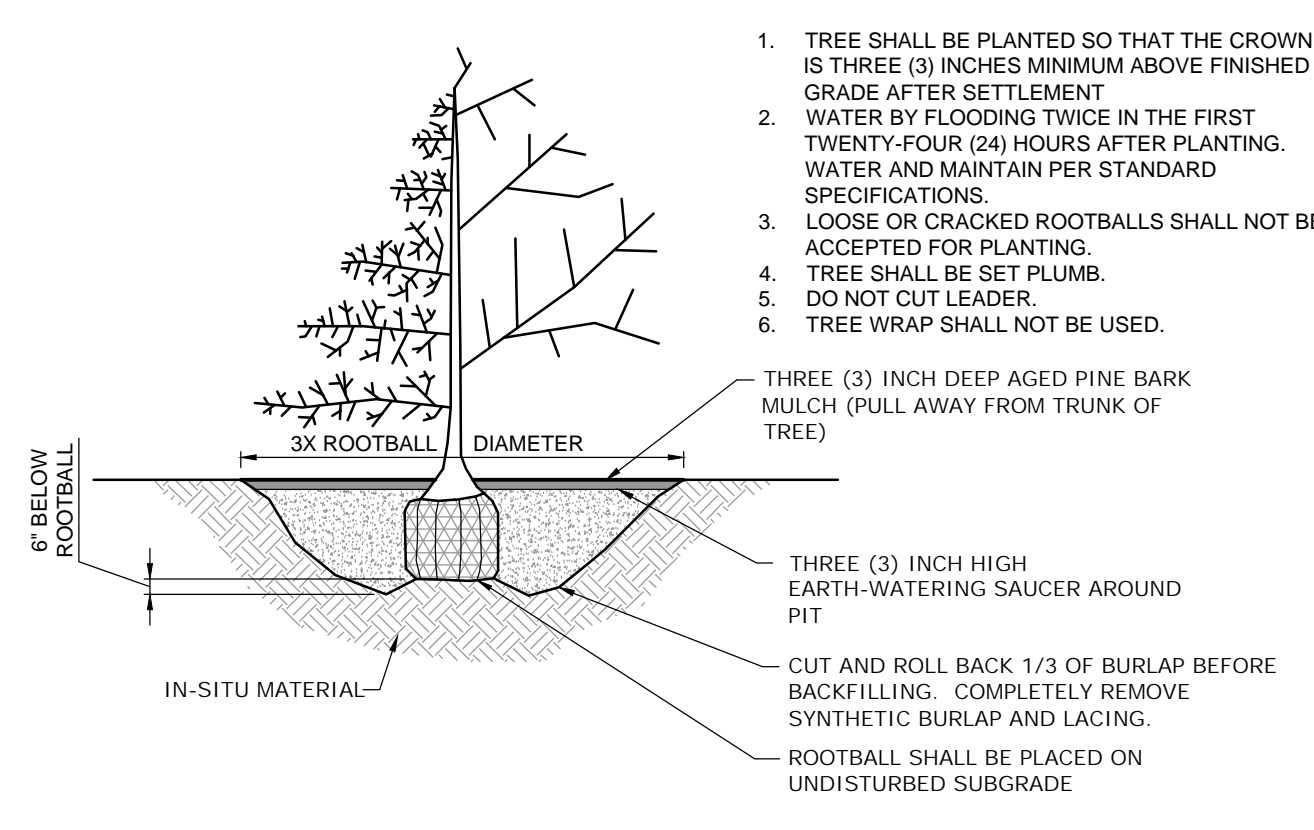 1. TREE SHALL BE PLANTED SO THAT THE CROWN
IS THREE (3) INCHES MINIMUM ABOVE FINISHED
GRADE AFTER SETTLEMENT
2. WATER BY FLOODING TWICE IN THE FIRST
TWENTY-FOUR (24) HOURS AFTER PLANTING.
WATER AND MAINTAIN PER STANDARD
SPECIFICATIONS.
3. LOOSE OR CRACKED ROOTBALLS SHALL NOT BE
ACCEPTED FOR PLANTING.
4. TREE SHALL BE SET PLUMB.
5. DO NOT CUT LEADER.
6. TREE WRAP SHALL NOT BE USED.
THREE (3) INCH DEEP AGED PINE BARK
MULCH (PULL AWAY FROM TRUNK OF
TREE)
3X ROOTBALL DIAMETER
6" BELOW
ROOTBALL
THREE (3) INCH HIGH
EARTH-WATERING SAUCER AROUND
PIT
CUT AND ROLL BACK 1/3 OF BURLAP BEFORE
BACKFILLING. COMPLETELY REMOVE
SYNTHETIC BURLAP AND LACING.
IN-SITU MATERIAL
ROOTBALL SHALL BE PLACED ON
UNDISTURBED SUBGRADE